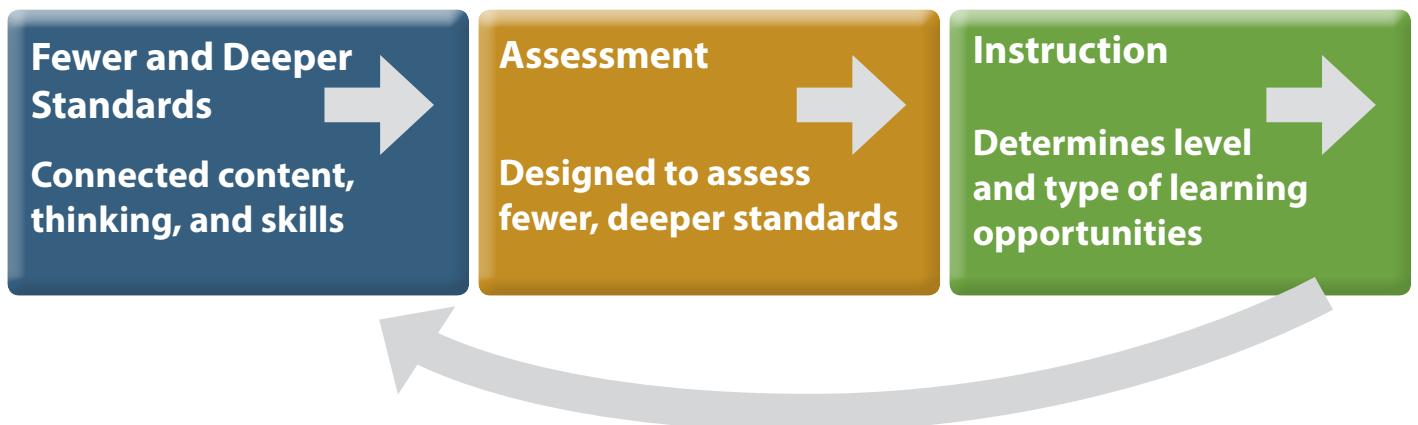 Fewer and Deeper
Standards
Connected content,
thinking, and skills
Assessment
Designed to assess
fewer, deeper standards
Instruction
Determines level
and type of learning
opportunities